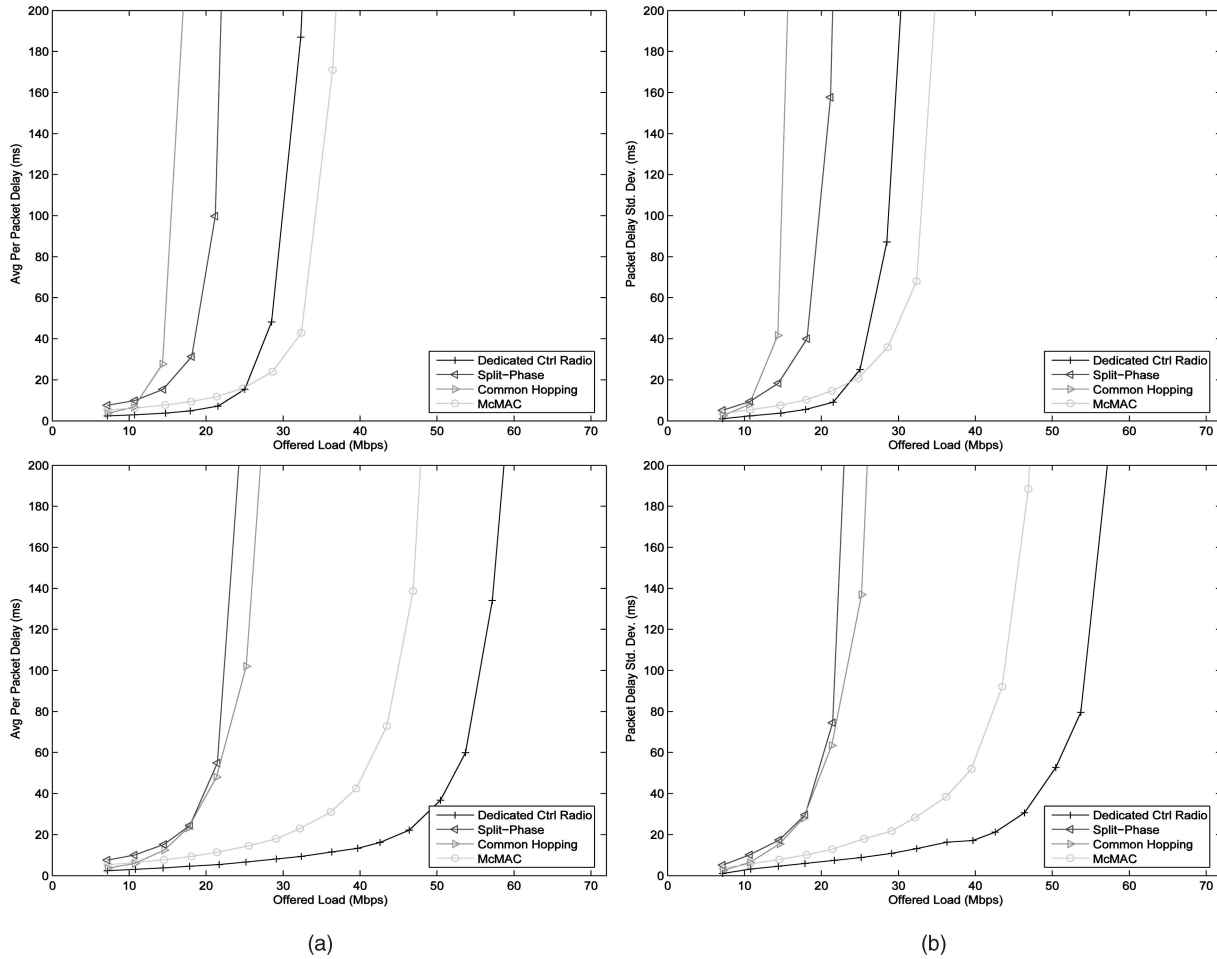 200
180
160
140
120
100
80
60
40
20
0
Avg Per Packet Delay (ms)
0 10 20 30 40 50 60 70
Offered Load (Mbps)
Dedicated Ctrl Radio
Split-Phase
Common Hopping
McMAC
200
180
160
140
120
100
80
60
40
20
0
Packet Delay Std. Dev. (ms)
0 10 20 30 40 50 60 70
Offered Load (Mbps)
Dedicated Ctrl Radio
Split-Phase
Common Hopping
McMAC
200
180
160
140
120
100
80
60
40
20
0
Avg Per Packet Delay (ms)
0 10 20 30 40 50 60 70
Offered Load (Mbps)
Dedicated Ctrl Radio
Split-Phase
Common Hopping
McMAC
200
180
160
140
120
100
80
60
40
20
0
Packet Delay Std. Dev. (ms)
0 10 20 30 40 50 60 70
Offered Load (Mbps)
Dedicated Ctrl Radio
Split-Phase
Common Hopping
McMAC
(a)
(b)